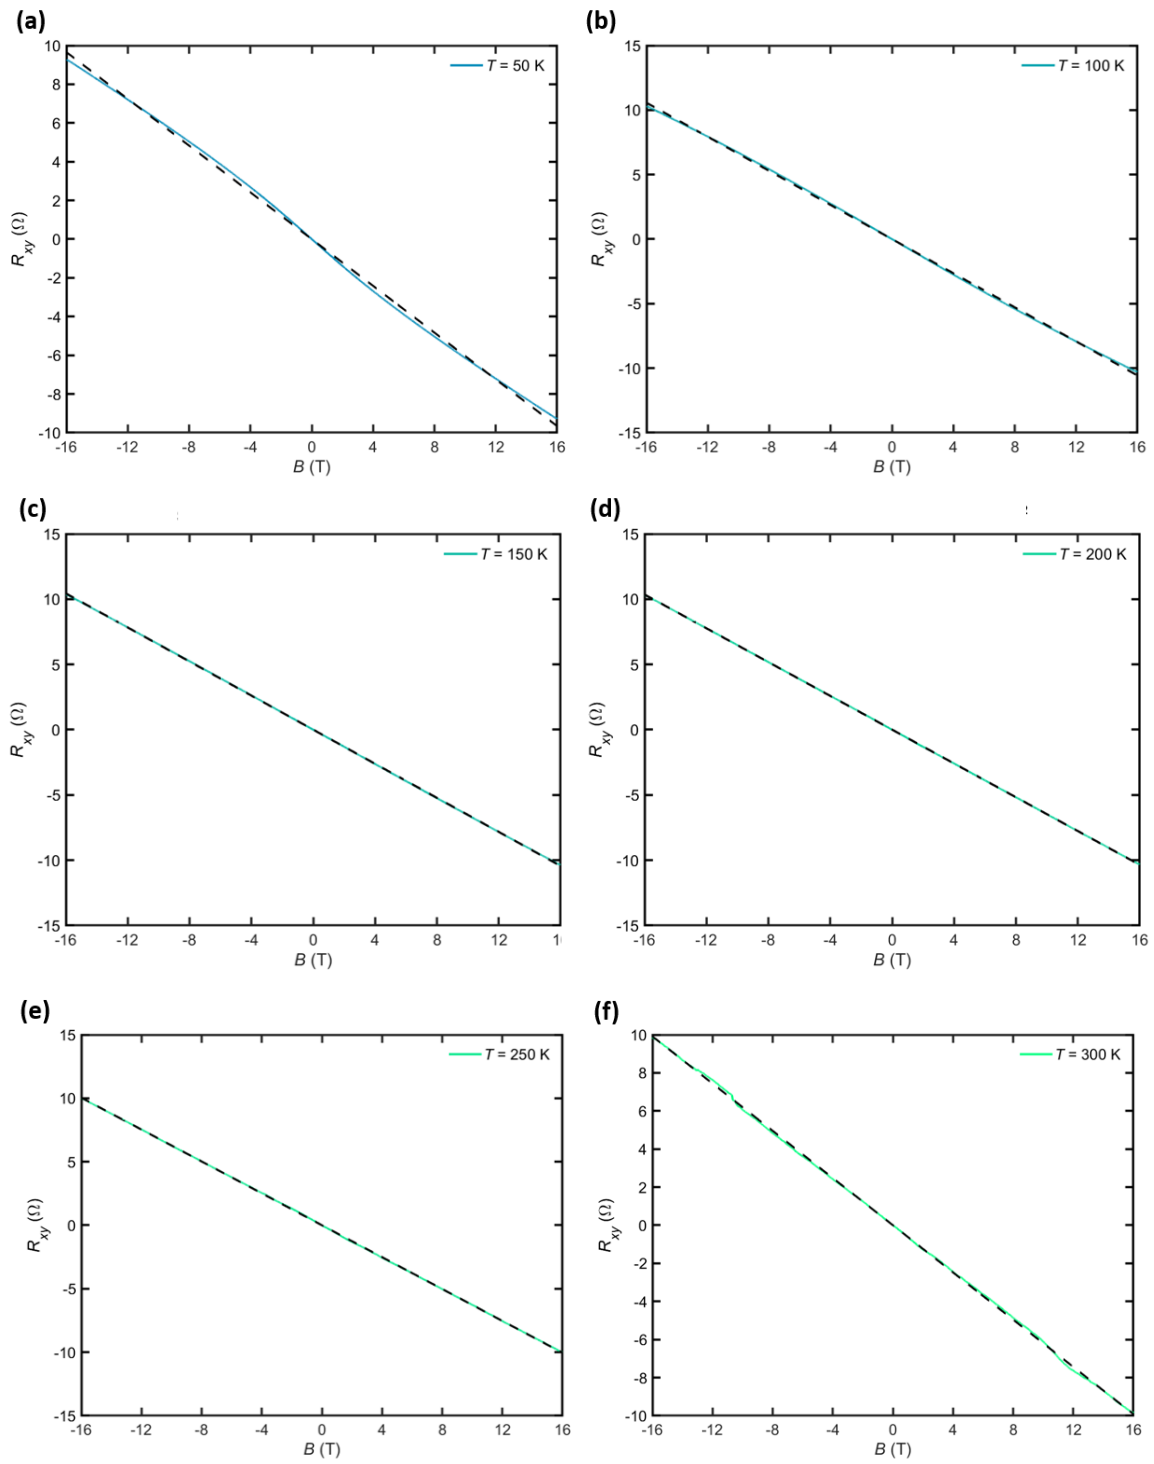 (a)
(b)
10
8
6
4
2
0
-2
-4
-6
-8
-10
-16 -12 -8 -4 0 4 8 12 16
B (T)
Rxy (Ω)
T = 50 K
15
10
5
0
-5
-10
-15
-16 -12 -8 -4 0 4 8 12 16
B (T)
Rxy (Ω)
T = 100 K
(c)
(d)
15
10
5
0
-5
-10
-15
-16 -12 -8 -4 0 4 8 12
B (T)
Rxy (Ω)
T = 150 K
15
10
5
0
-5
-10
-15
-16 -12 -8 -4 0 4 8 12 16
B (T)
Rxy (Ω)
T = 200 K
(e)
(f)
15
10
5
0
-5
-10
-15
-16 -12 -8 -4 0 4 8 12 16
B (T)
Rxy (Ω)
T = 250 K
10
8
6
4
2
0
-2
-4
-6
-8
-10
-16 -12 -8 -4 0 4 8 12 16
B (T)
Rxy (Ω)
T = 300 K